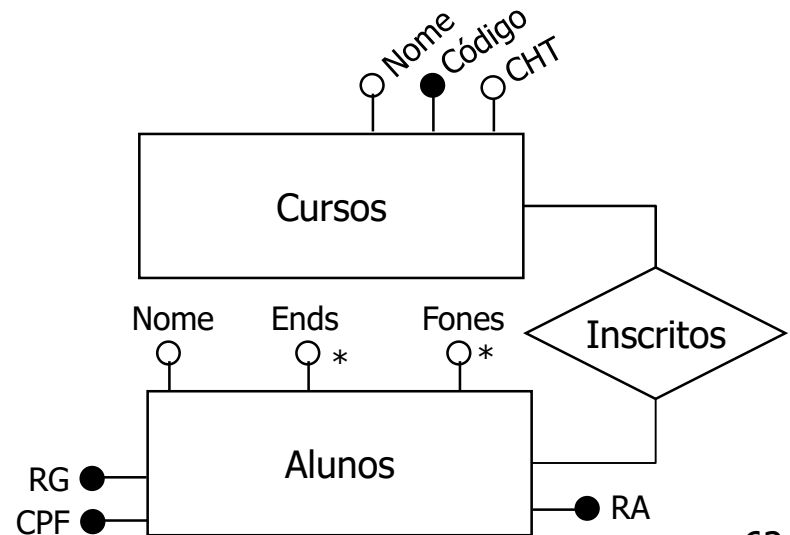 Nome
Código
CHT
Cursos
Nome Ends Fones
* *
Inscritos
Alunos
RG
CPF
RA